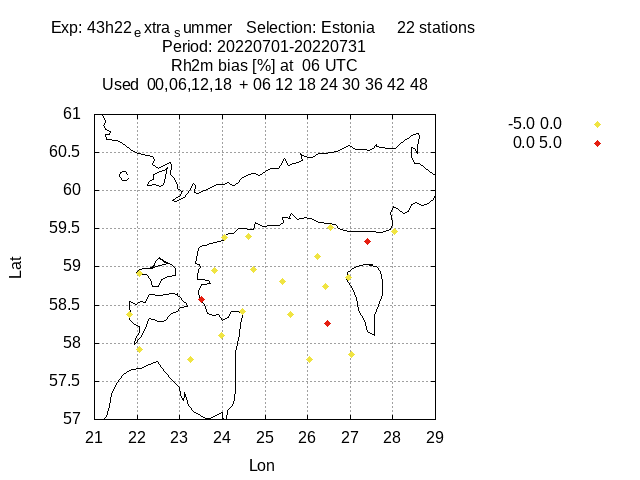 Exp: 43h22extrasummer   Selection: Estonia     22 stations
Period: 20220701-20220731
Rh2m bias [%] at  06 UTC
Used  00,06,12,18  + 06 12 18 24 30 36 42 48
-5.0 0.0
0.0 5.0
61
60.5
60
59.5
59
58.5
58
57.5
57
Lat
21 22 23 24 25 26 27 28 29
Lon